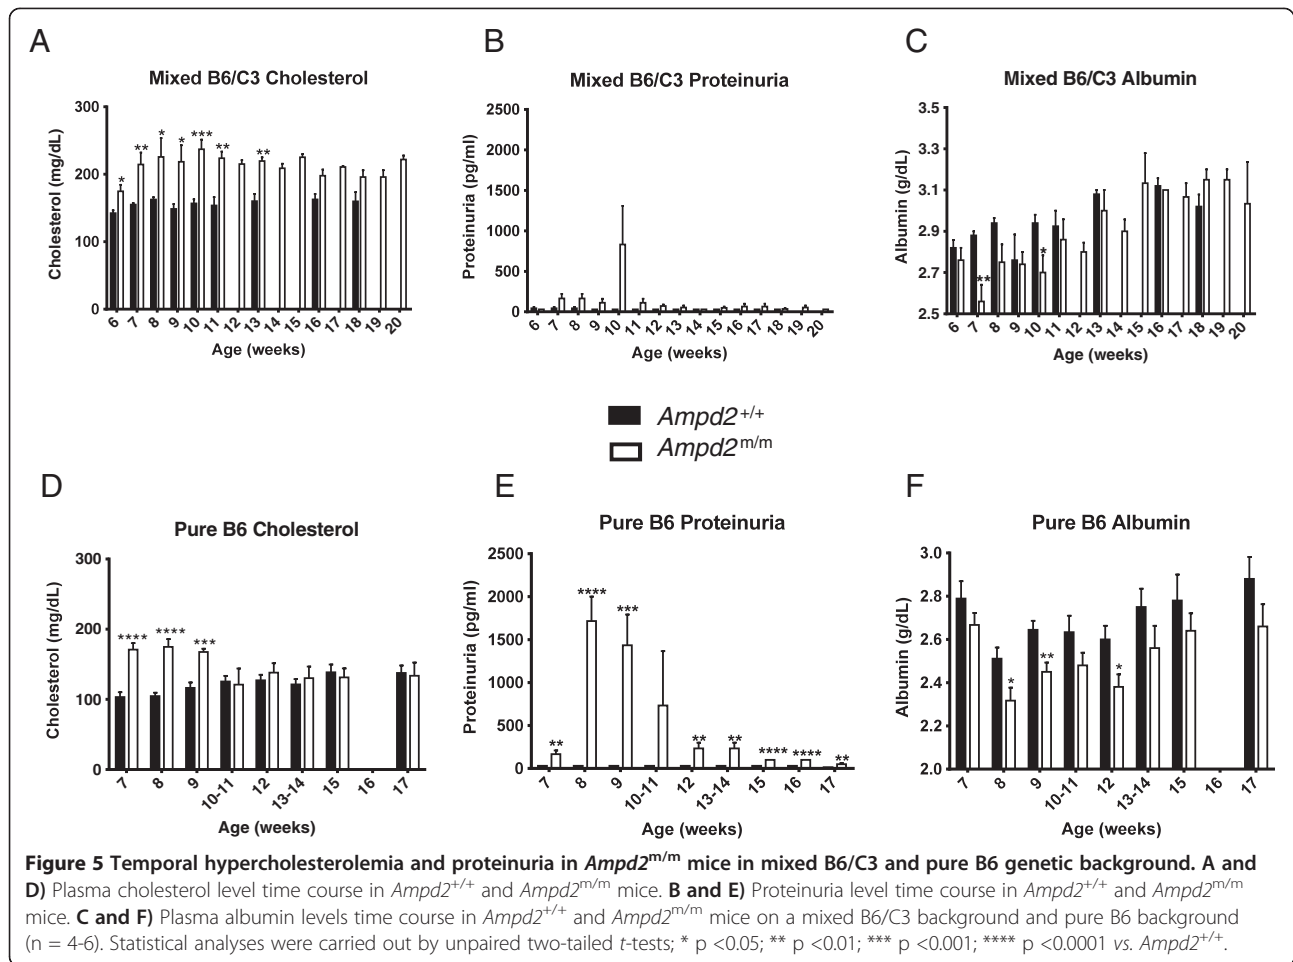 A
B
C
Mixed B6/C3 Cholesterol
Mixed B6/C3 Proteinuria
Mixed B6/C3 Albumin
Cholesterol (mg/dL)
300
200
100
0
* ** * * *** ** **
6 7 8 9 10 11 12 13 14 15 16 17 18 19 20
Age (weeks)
Proteinuria (pg/ml)
2500
2000
1500
1000
500
0
6 7 8 9 10 11 12 13 14 15 16 17 18 19 20
Age (weeks)
Albumin (g/dL)
3.5
3.3
3.1
2.9
2.7
2.5
** *
6 7 8 9 10 11 12 13 14 15 16 17 18 19 20
Age (weeks)
Ampd2+/+
Ampd2m/m
D
E
F
Pure B6 Cholesterol
Pure B6 Proteinuria
Pure B6 Albumin
Cholesterol (mg/dL)
300
200
100
0
**** **** ***
7 8 9 10-11 12 13-14 15 16 17
Age (weeks)
Proteinuria (pg/ml)
2500
2000
1500
1000
500
0
** **** *** ** ** **** **** **
7 8 9 10-11 12 13-14 15 16 17
Age (weeks)
Albumin (g/dL)
3.0
2.8
2.6
2.4
2.2
2.0
* ** *
7 8 9 10-11 12 13-14 15 16 17
Age (weeks)
Figure 5 Temporal hypercholesterolemia and proteinuria in Ampd2m/m mice in mixed B6/C3 and pure B6 genetic background. A and
D) Plasma cholesterol level time course in Ampd2+/+ and Ampd2m/m mice. B and E) Proteinuria level time course in Ampd2+/+ and Ampd2m/m
mice. C and F) Plasma albumin levels time course in Ampd2+/+ and Ampd2m/m mice on a mixed B6/C3 background and pure B6 background
(n = 4-6). Statistical analyses were carried out by unpaired two-tailed t-tests; * p <0.05; ** p <0.01; *** p <0.001; **** p <0.0001 vs. Ampd2+/+.